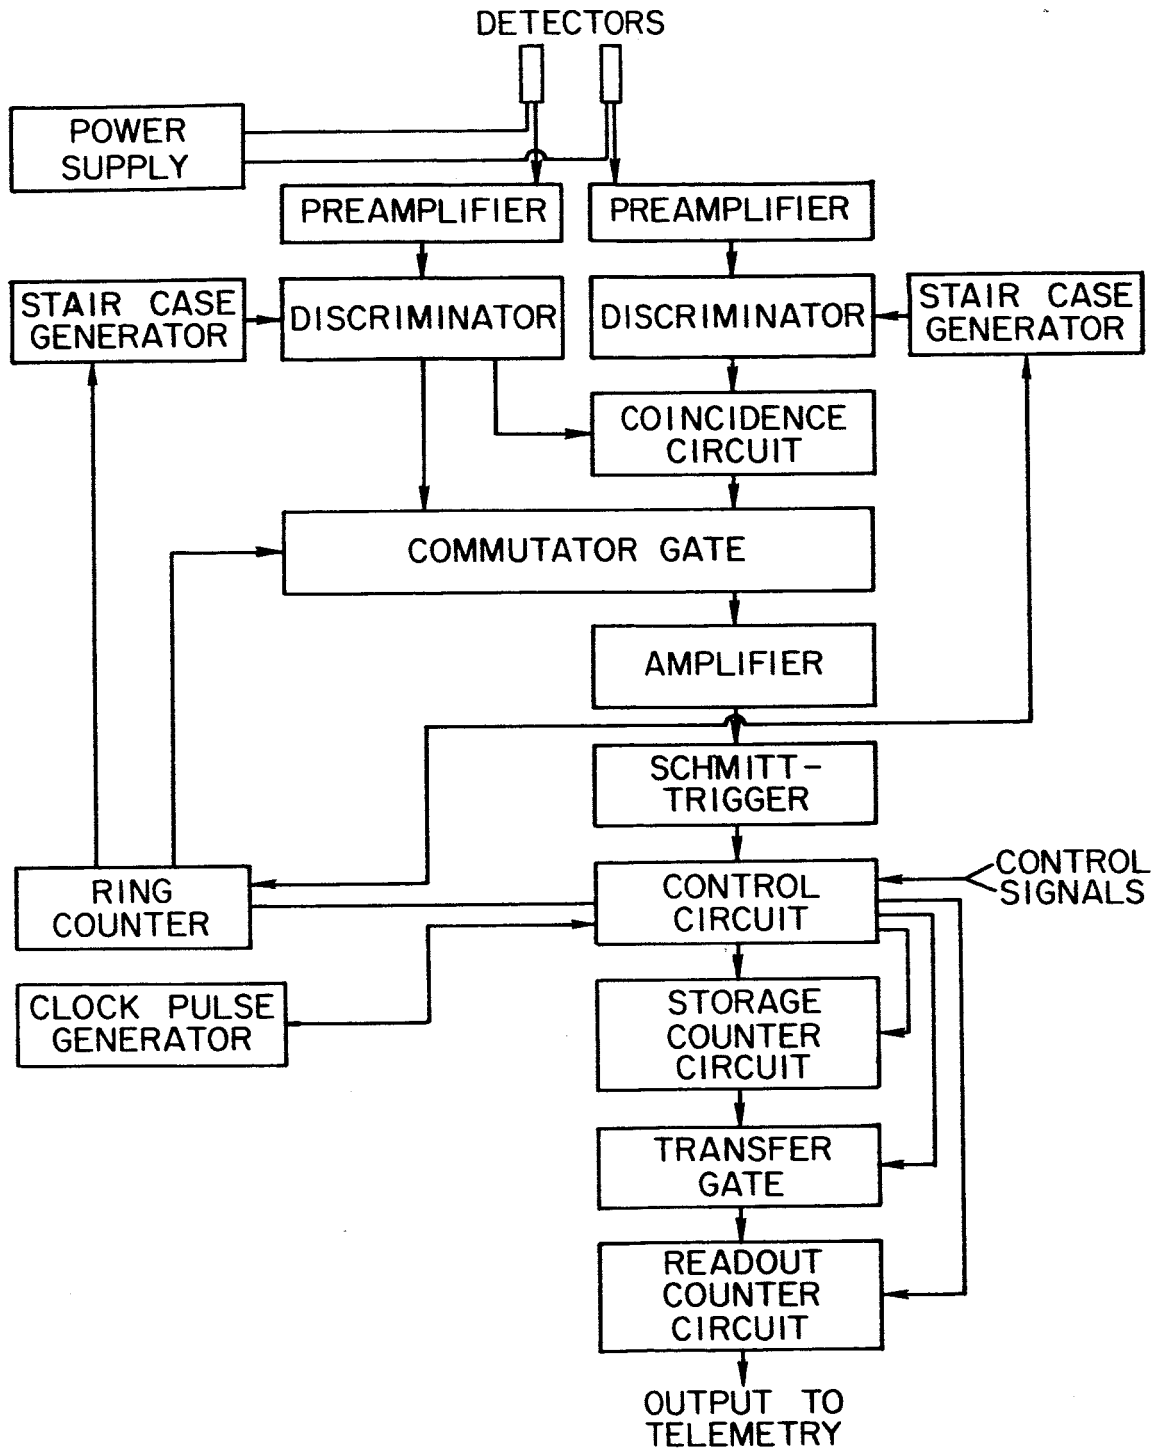 DETECTORS
POWER
SUPPLY
PREAMPLIFIER
PREAMPLIFIER
STAIR CASE
GENERATOR
DISCRIMINATOR
DISCRIMINATOR
STAIR CASE
GENERATOR
COINCIDENCE
CIRCUIT
COMMUTATOR GATE
AMPLIFIER
SCHMITT-
TRIGGER
RING
COUNTER
CONTROL
CIRCUIT
CONTROL
SIGNALS
CLOCK PULSE
GENERATOR
STORAGE
COUNTER
CIRCUIT
TRANSFER
GATE
READOUT
COUNTER
CIRCUIT
OUTPUT TO
TELEMETRY